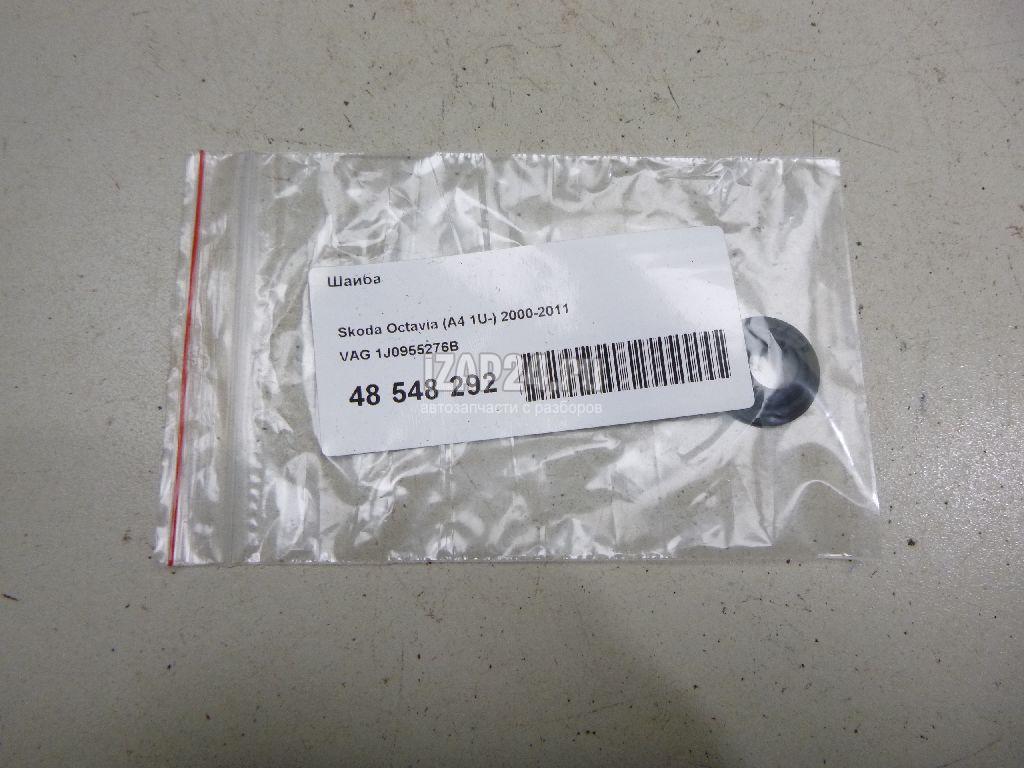 Шайба
Skoda Octavia (A4 1U-) 2000-2011
VAG 1J0955276B
48 548 292
автозапчасти с разборов